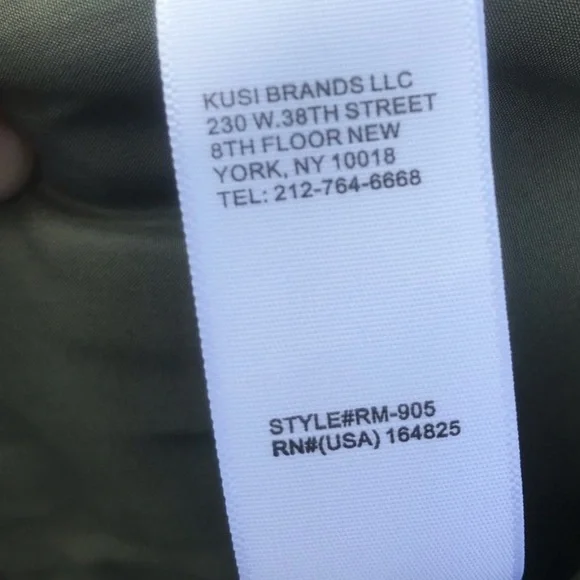 KUSI BRANDS LLC
230 W.38TH STREET
8TH FLOOR NEW
YORK, NY 10018
TEL: 212-764-6668
STYLE#RM-905
RN#(USA) 164825